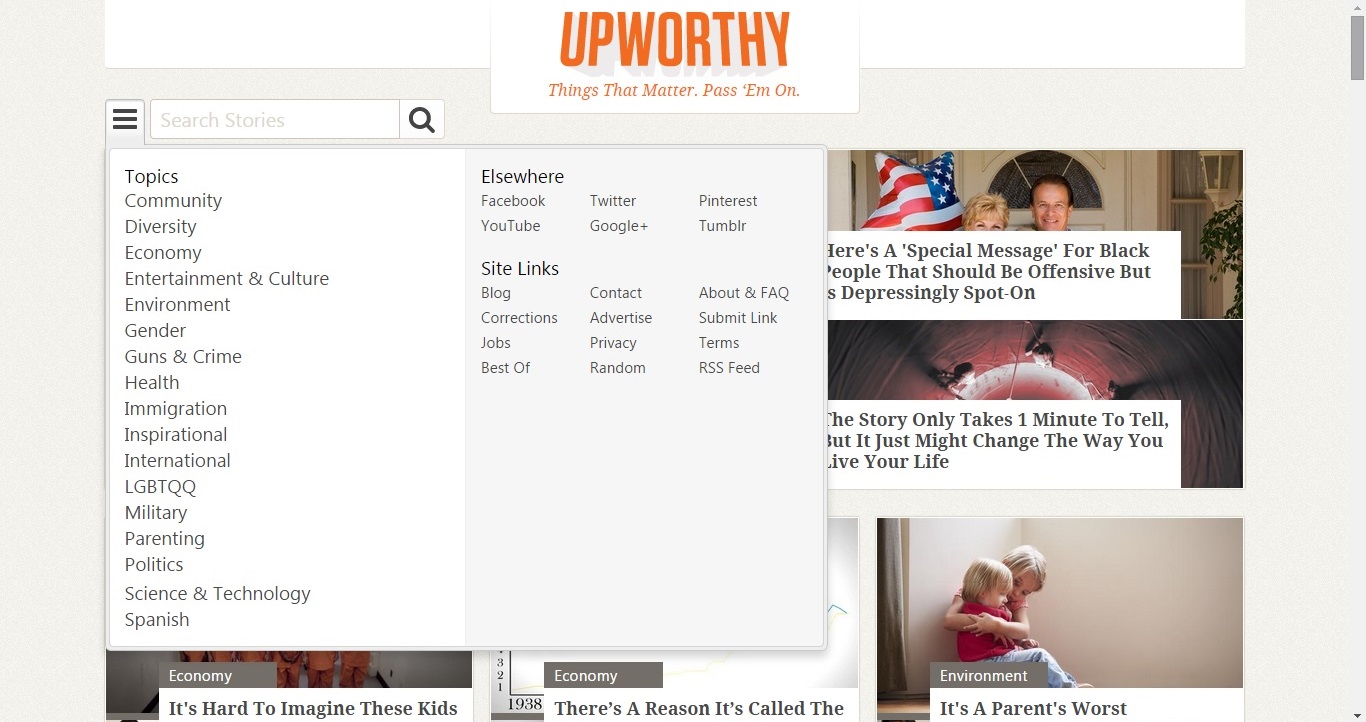 UPWORTHY
Things That Matter. Pass ‘Em On.
Search Stories
Topics
Community
Diversity
Economy
Entertainment & Culture
Environment
Gender
Guns & Crime
Health
Immigration
Inspirational
International
LGBTQQ
Military
Parenting
Politics
Science & Technology
Spanish
Elsewhere
Facebook Twitter Pinterest
YouTube Google+ Tumblr
Site Links
Blog Contact About & FAQ
Corrections Advertise Submit Link
Jobs Privacy Terms
Best Of Random RSS Feed
Here's A 'Special Message' For Black
People That Should Be Offensive But
Is Depressingly Spot-On
The Story Only Takes 1 Minute To Tell,
But It Just Might Change The Way You
Live Your Life
Economy
It's Hard To Imagine These Kids
3
2
1
1938
Economy
There’s A Reason It’s Called The
Environment
It's A Parent's Worst